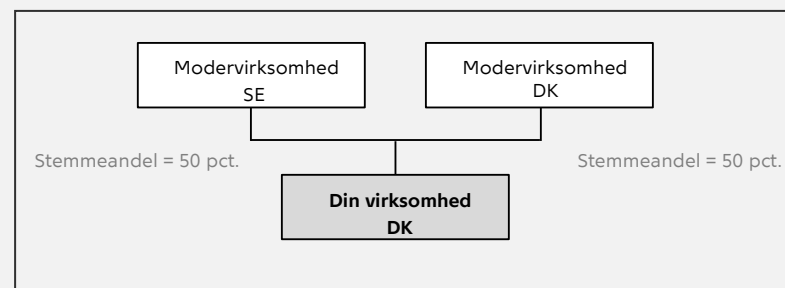 Modervirksomhed
SE
Modervirksomhed
DK
Stemmeandel = 50 pct.
Stemmeandel = 50 pct.
Din virksomhed
DK